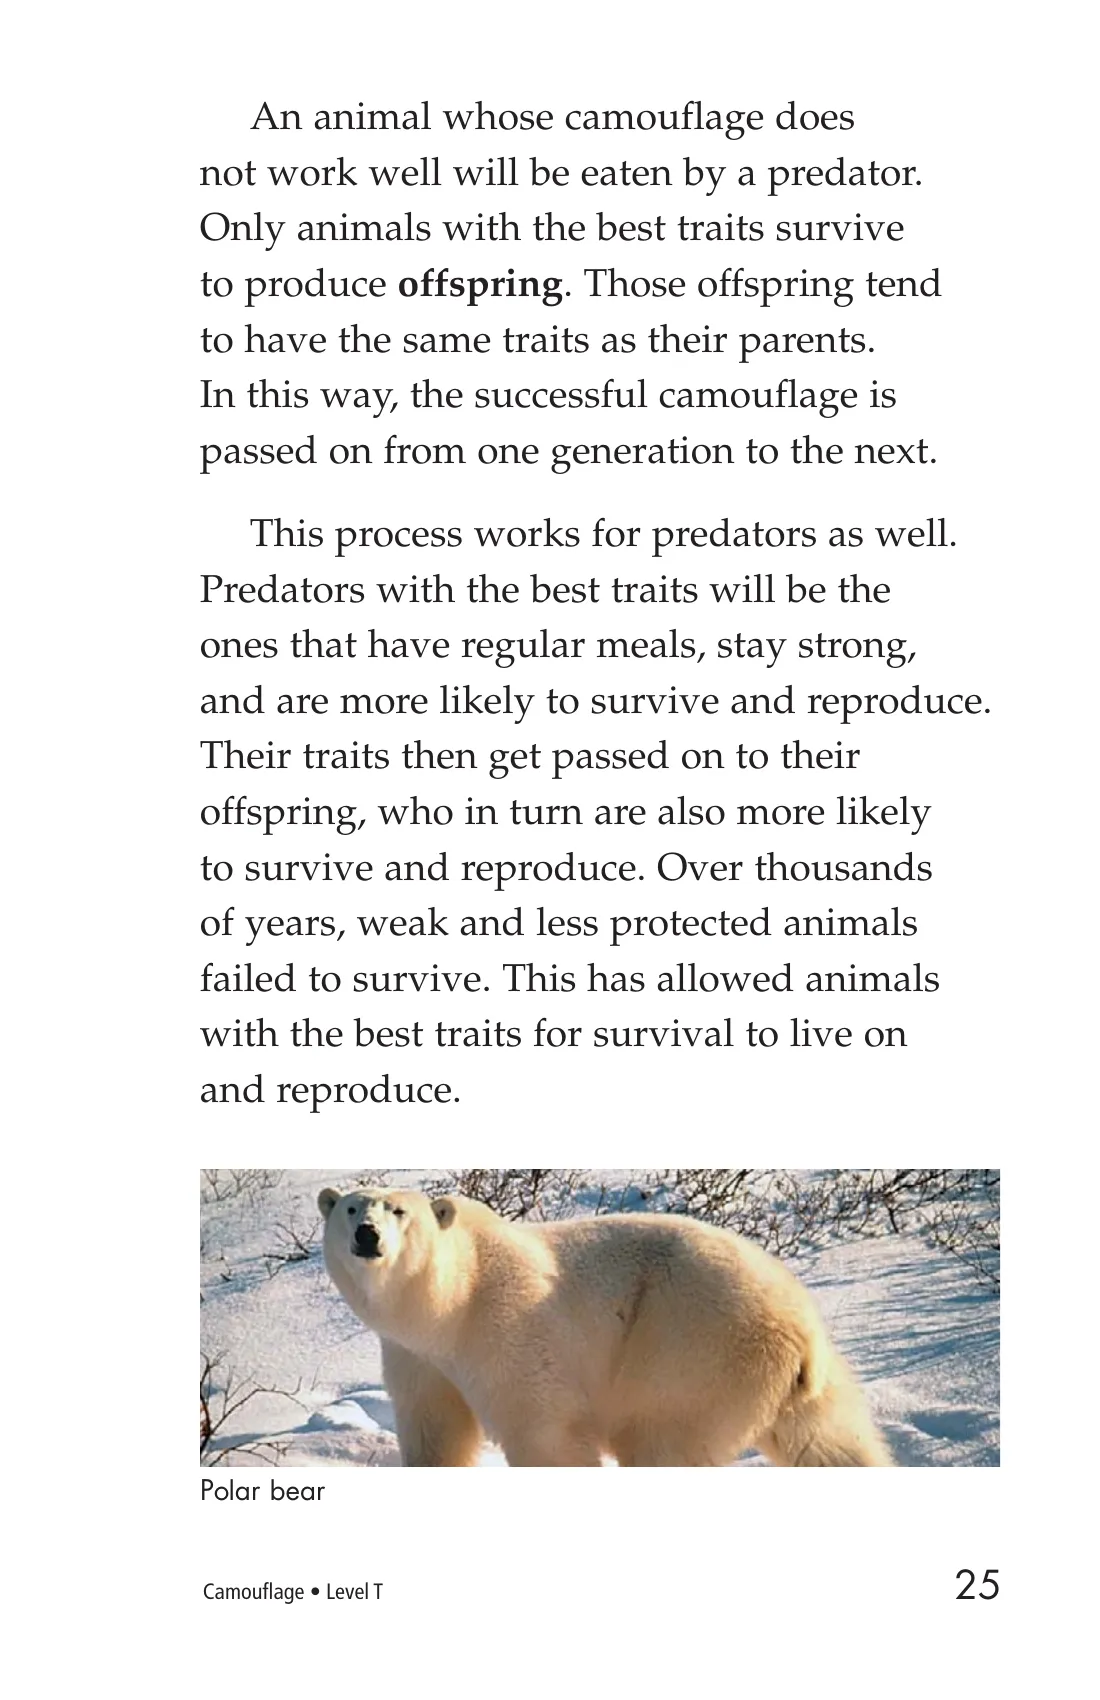 An animal whose camouflage does
not work well will be eaten by a predator.
Only animals with the best traits survive
to produce offspring. Those offspring tend
to have the same traits as their parents.
In this way, the successful camouflage is
passed on from one generation to the next.
This process works for predators as well.
Predators with the best traits will be the
ones that have regular meals, stay strong,
and are more likely to survive and reproduce.
Their traits then get passed on to their
offspring, who in turn are also more likely
to survive and reproduce. Over thousands
of years, weak and less protected animals
failed to survive. This has allowed animals
with the best traits for survival to live on
and reproduce.
Polar bear
Camouflage • Level T
25